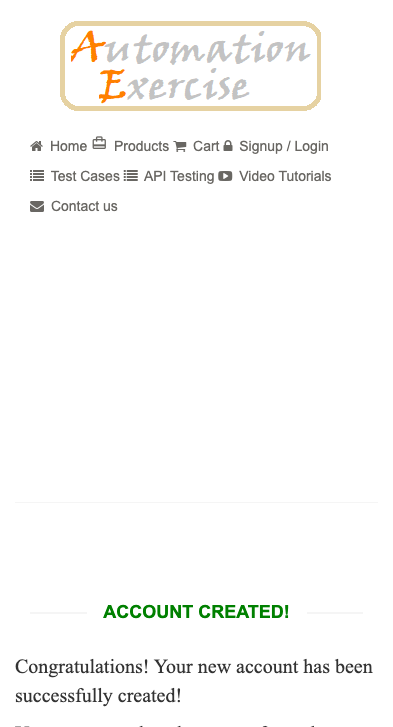 Automation
Exercise
Home Products Cart Signup / Login
Test Cases API Testing Video Tutorials
Contact us
ACCOUNT CREATED!
Congratulations! Your new account has been
successfully created!